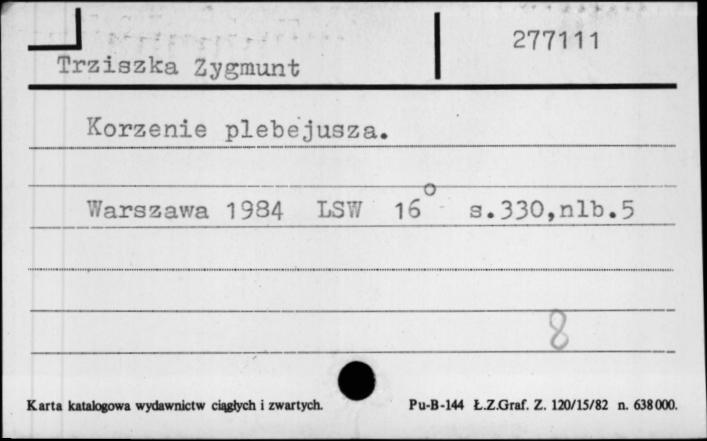 277111
Trziszka Zygmunt
Korzenie plebejusza.
Warszawa 1984 LSW 16° s.330,nlb.5
8
Karta katalogowa wydawnictw ciągłych i zwartych. Pu-B-144 Ł.Z.Graf. Z. 120/15/82 n. 638000.